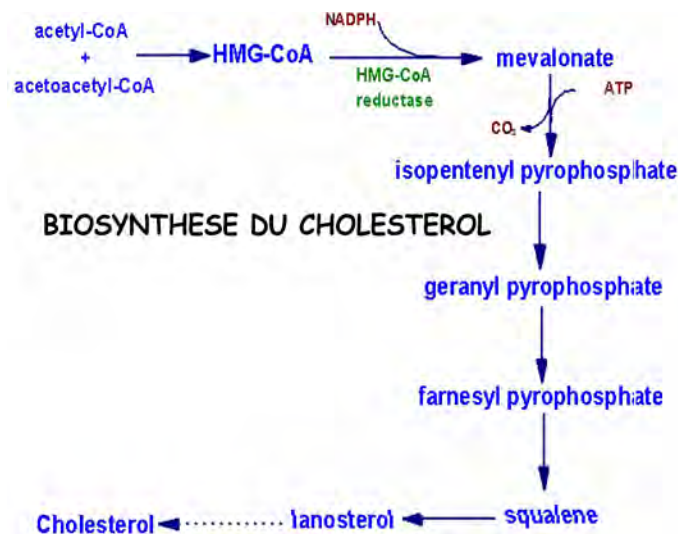 acetyl-CoA
+
acetoacetyl-CoA
HMG-CoA
NADPH
HMG-CoA
reductase
mevalonate
ATP
CO₂
isopentenyl pyrophosphate
BIOSYNTHESE DU CHOLESTEROL
geranyl pyrophosphate
farnesyl pyrophosphate
squalene
lanosterol
Cholesterol